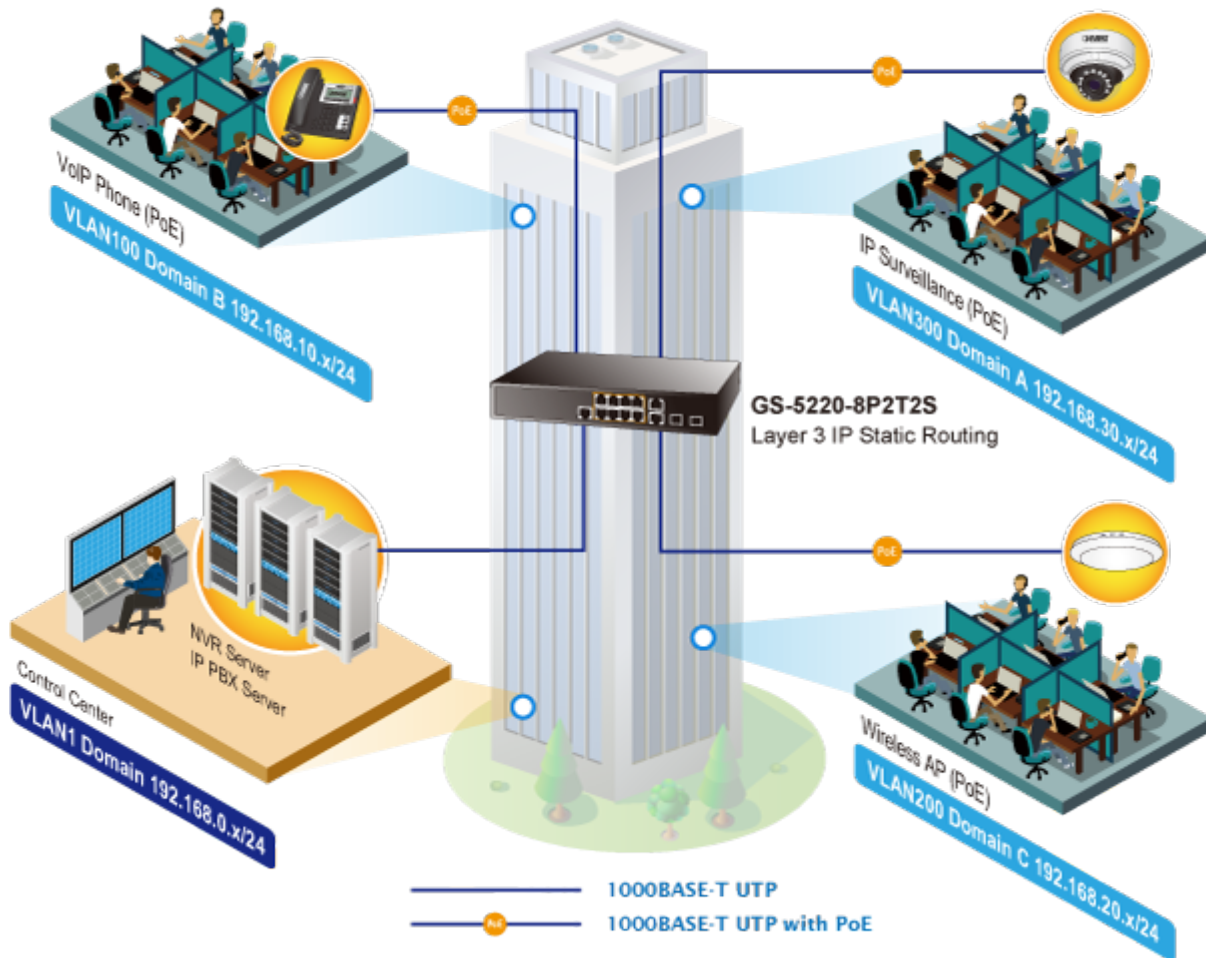 PoE
PoE
VoIP Phone (PoE)
VLAN100 Domain B 192.168.10.x/24
IP Surveillance (PoE)
VLAN300 Domain A 192.168.30.x/24
GS-5220-8P2T2S
Layer 3 IP Static Routing
PoE
NVR Server
IP PBX Server
Control Center
VLAN1 Domain 192.168.0.x/24
Wireless AP (PoE)
VLAN200 Domain C 192.168.20.x/24
1000BASE-T UTP
PoE
1000BASE-T UTP with PoE